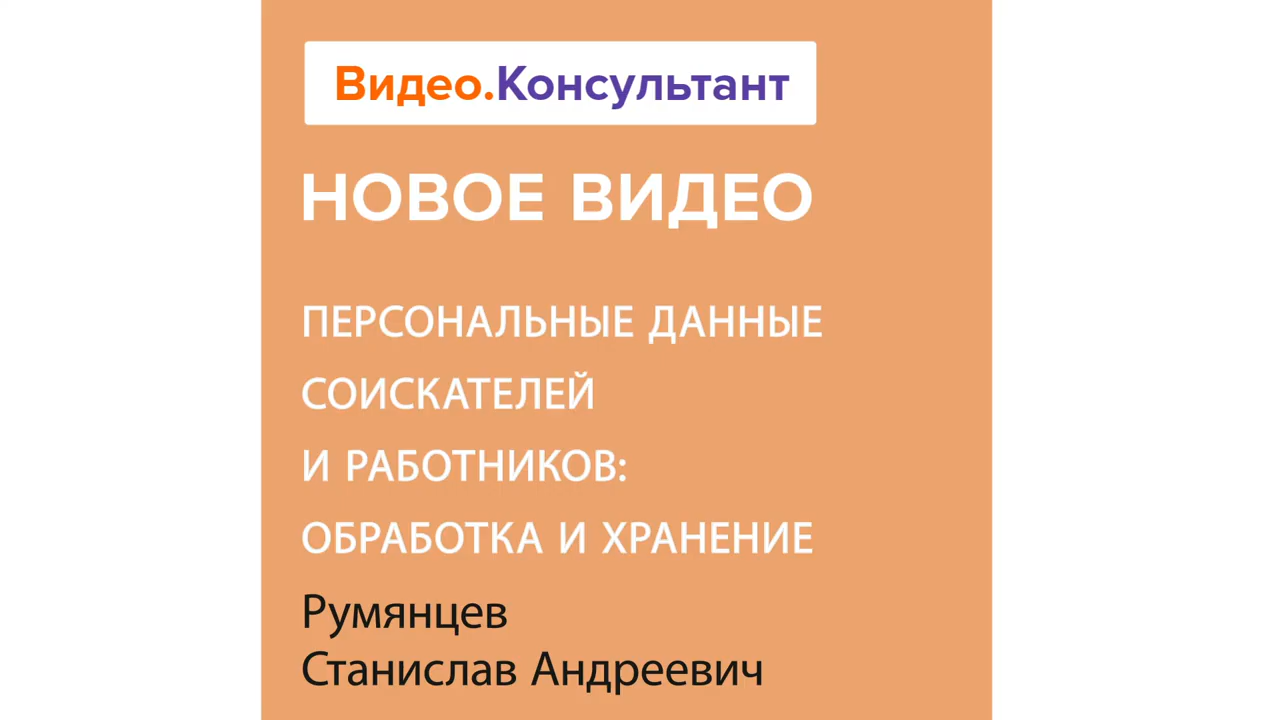 Видео.Консультант
НОВОЕ ВИДЕО
ПЕРСОНАЛЬНЫЕ ДАННЫЕ
СОИСКАТЕЛЕЙ
И РАБОТНИКОВ:
ОБРАБОТКА И ХРАНЕНИЕ
Румянцев
Станислав Андреевич